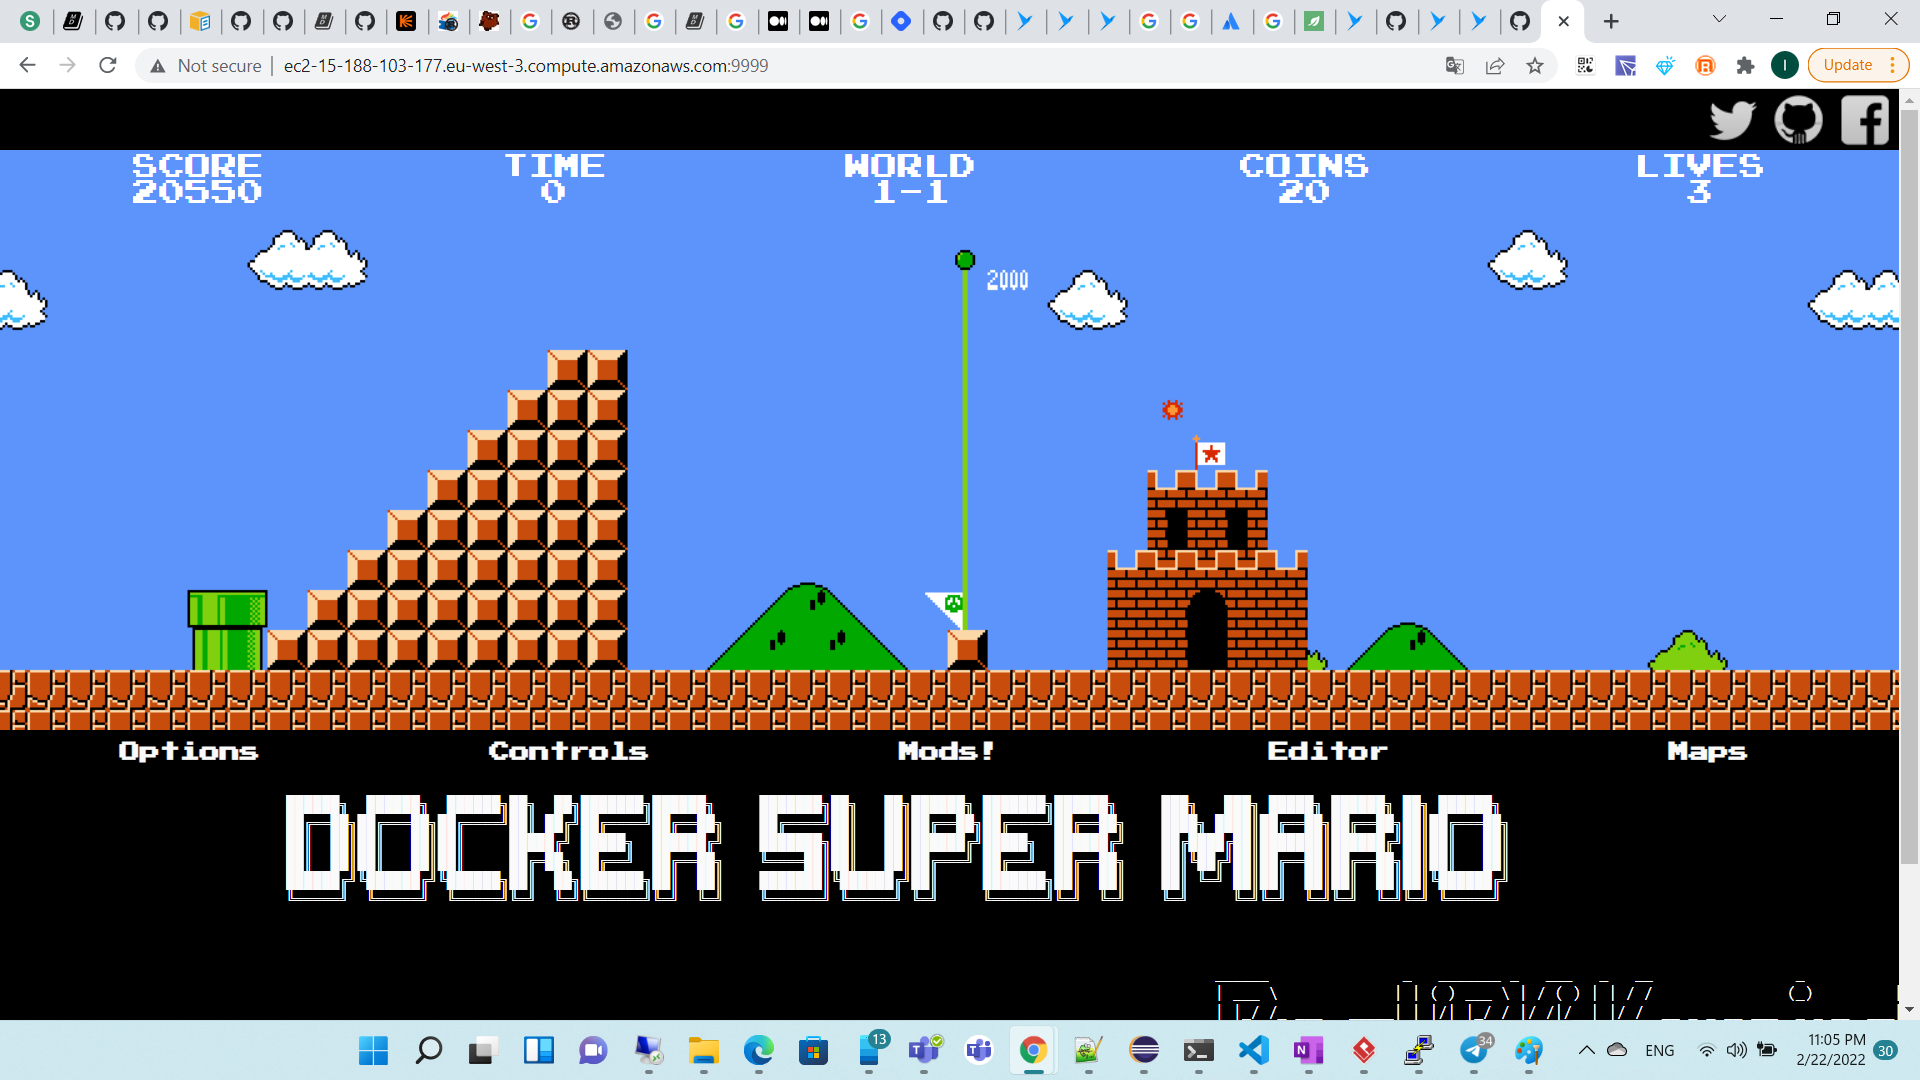 Not secure
ec2-15-188-103-177.eu-west-3.compute.amazonaws.com:9999
Update
SCORE TIME WORLD COINS LIVES
20550 0 1-1 20 3
2000
Options Controls Mods! Editor Maps
DOCKER SUPER MARIO
13
34
ENG
11:05 PM
2/22/2022
30